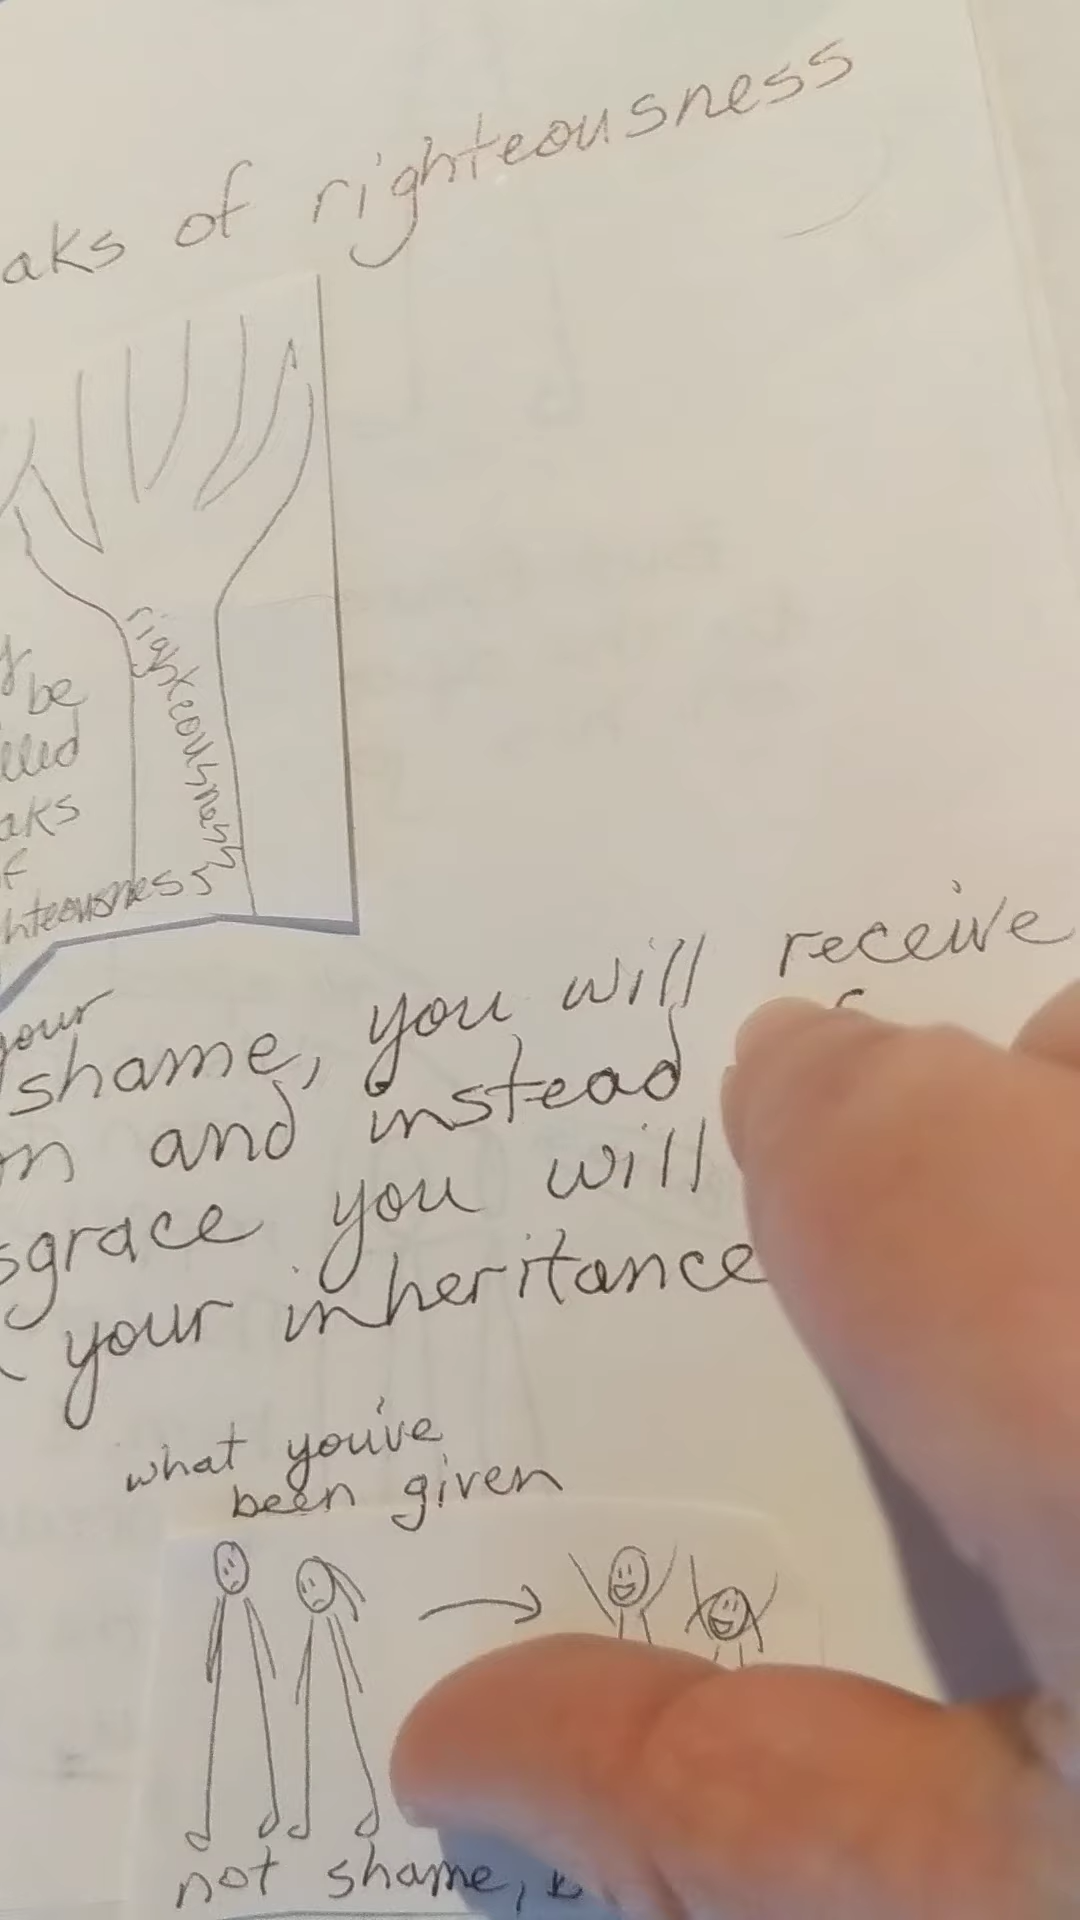 aks of righteousness
righteousness
be
lled
aks
f
hteousness
your
shame, you will receive
n and instead
sgrace you will
your inheritance
what you've
been given
not shame,